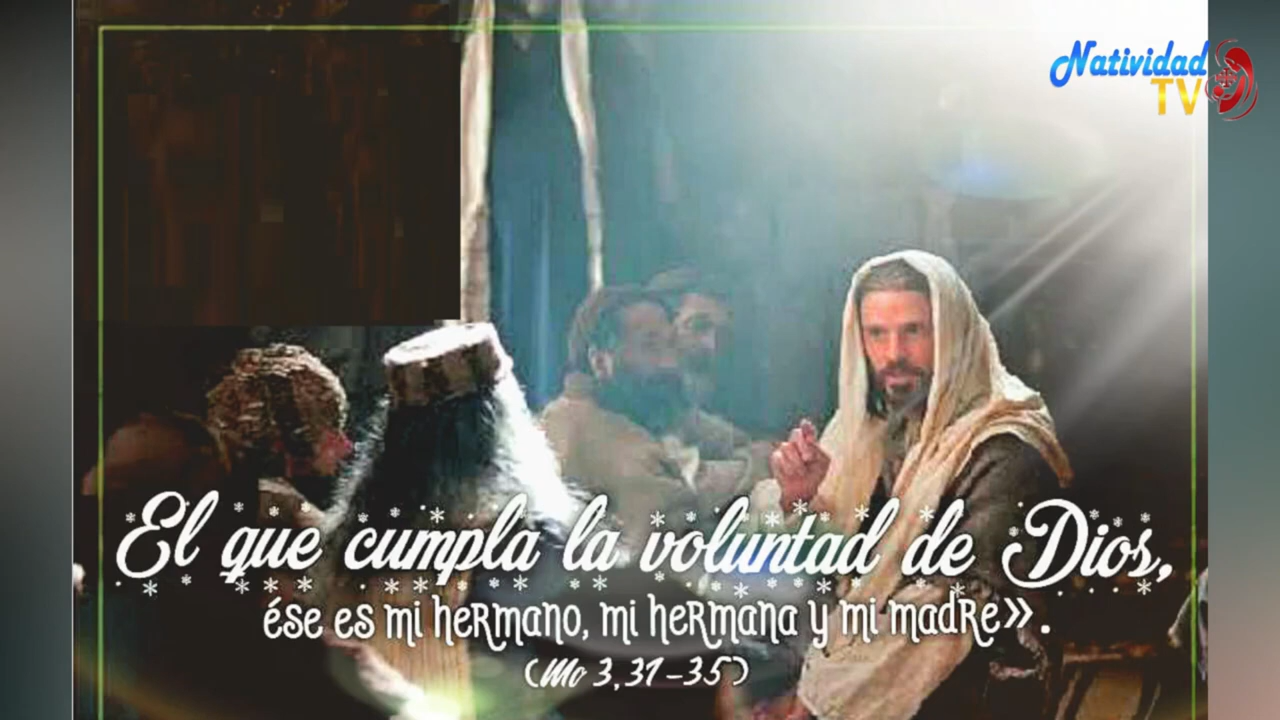 Natividad
TV
El que cumpla la voluntad de Dios,
ése es mi hermano, mi hermana y mi madre».
(Mc 3, 31-35)